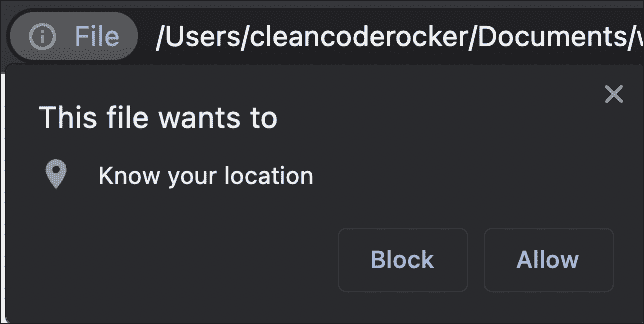 File /Users/cleancoderocker/Documents/
This file wants to
Know your location
Block Allow